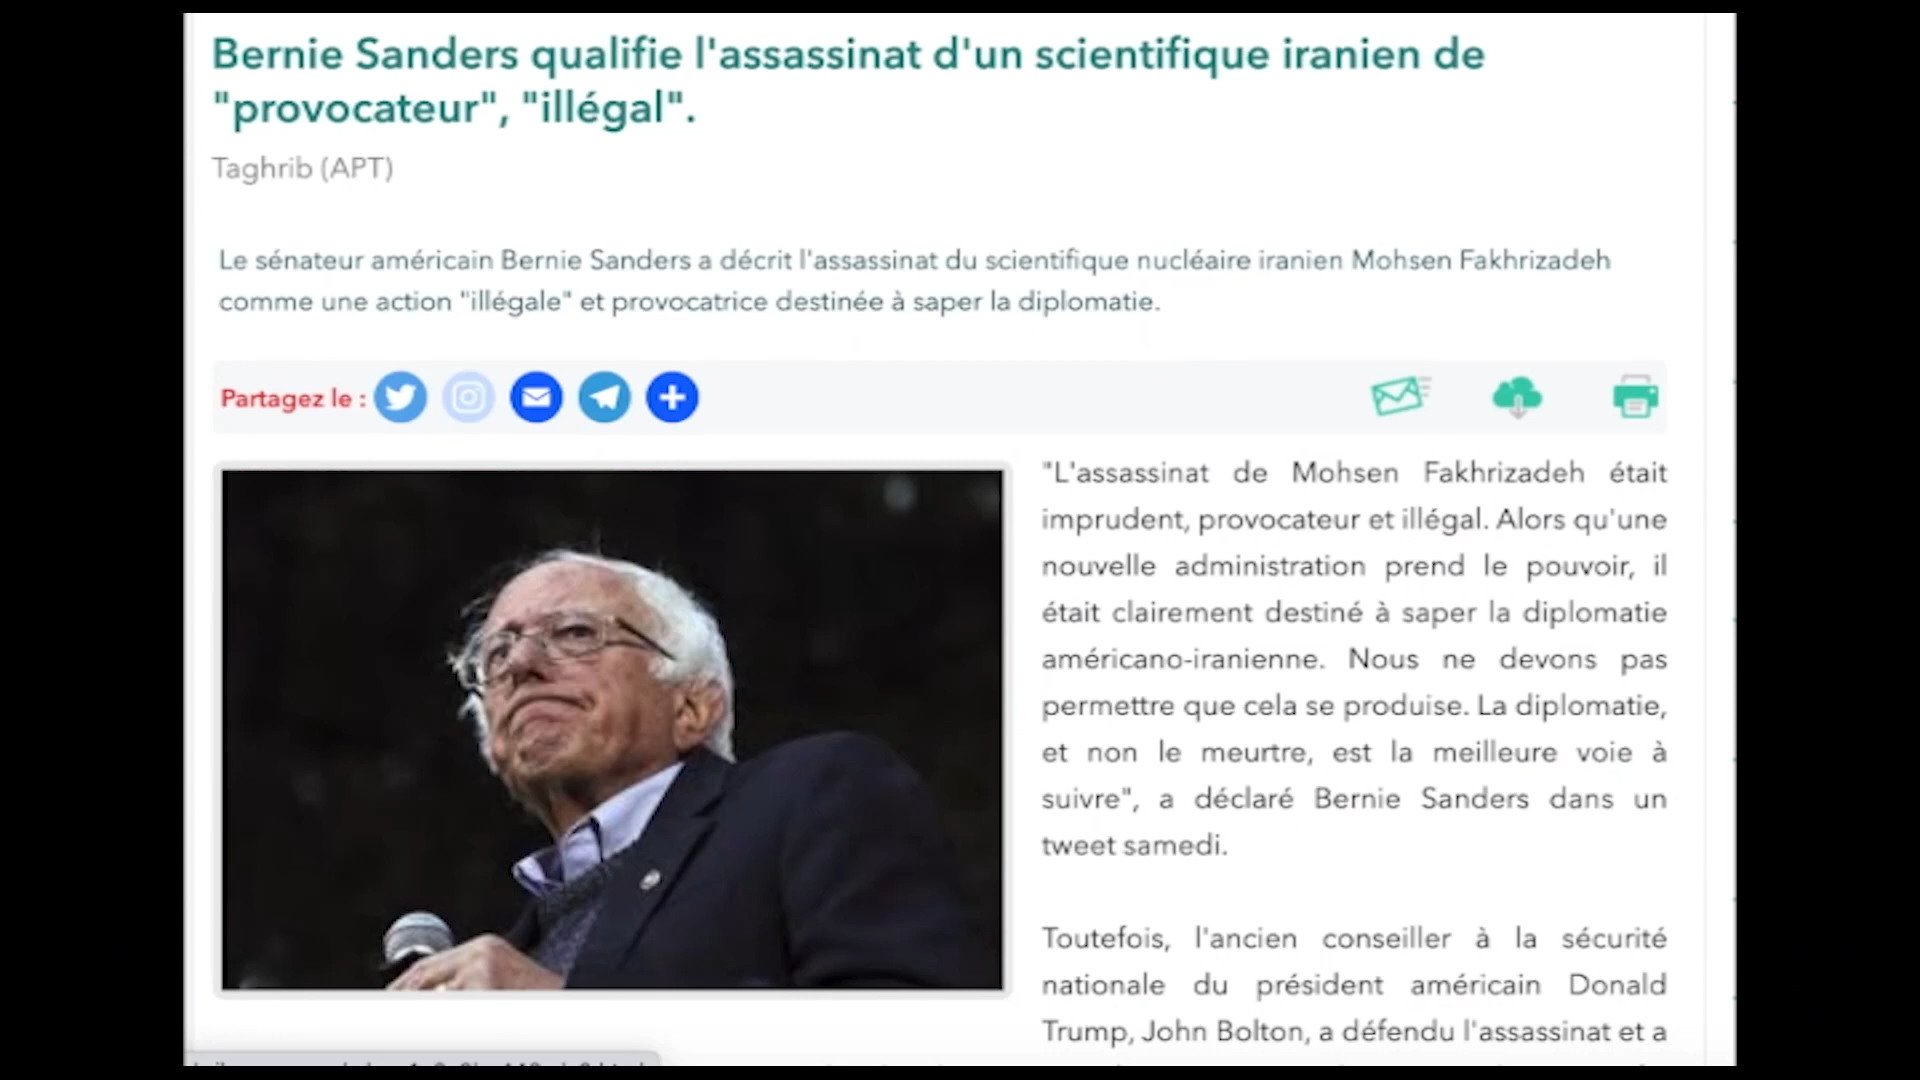 Bernie Sanders qualifie l'assassinat d'un scientifique iranien de
"provocateur", "illégal".
Taghrib (APT)
Le sénateur américain Bernie Sanders a décrit l'assassinat du scientifique nucléaire iranien Mohsen Fakhrizadeh
comme une action "illégale" et provocatrice destinée à saper la diplomatie.
Partagez le :
"L'assassinat de Mohsen Fakhrizadeh était
imprudent, provocateur et illégal. Alors qu'une
nouvelle administration prend le pouvoir, il
était clairement destiné à saper la diplomatie
américano-iranienne. Nous ne devons pas
permettre que cela se produise. La diplomatie,
et non le meurtre, est la meilleure voie à
suivre", a déclaré Bernie Sanders dans un
tweet samedi.
Toutefois, l'ancien conseiller à la sécurité
nationale du président américain Donald
Trump, John Bolton, a défendu l'assassinat et a